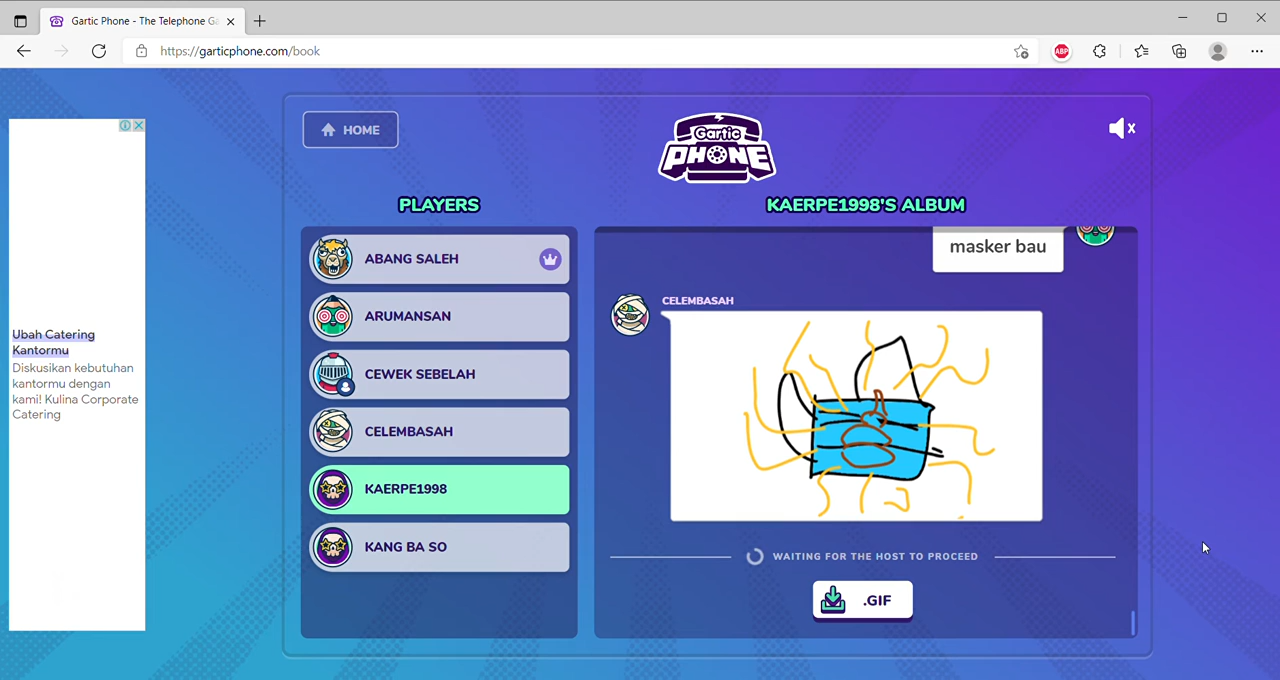 Gartic Phone - The Telephone Ga
https://garticphone.com/book
ABP
HOME
Gartic
PHONE
PLAYERS
KAERPE1998'S ALBUM
ABANG SALEH
ARUMANSAN
CEWEK SEBELAH
CELEMBASAH
KAERPE1998
KANG BA SO
masker bau
CELEMBASAH
WAITING FOR THE HOST TO PROCEED
.GIF
Ubah Catering
Kantormu
Diskusikan kebutuhan
kantormu dengan
kami! Kulina Corporate
Catering